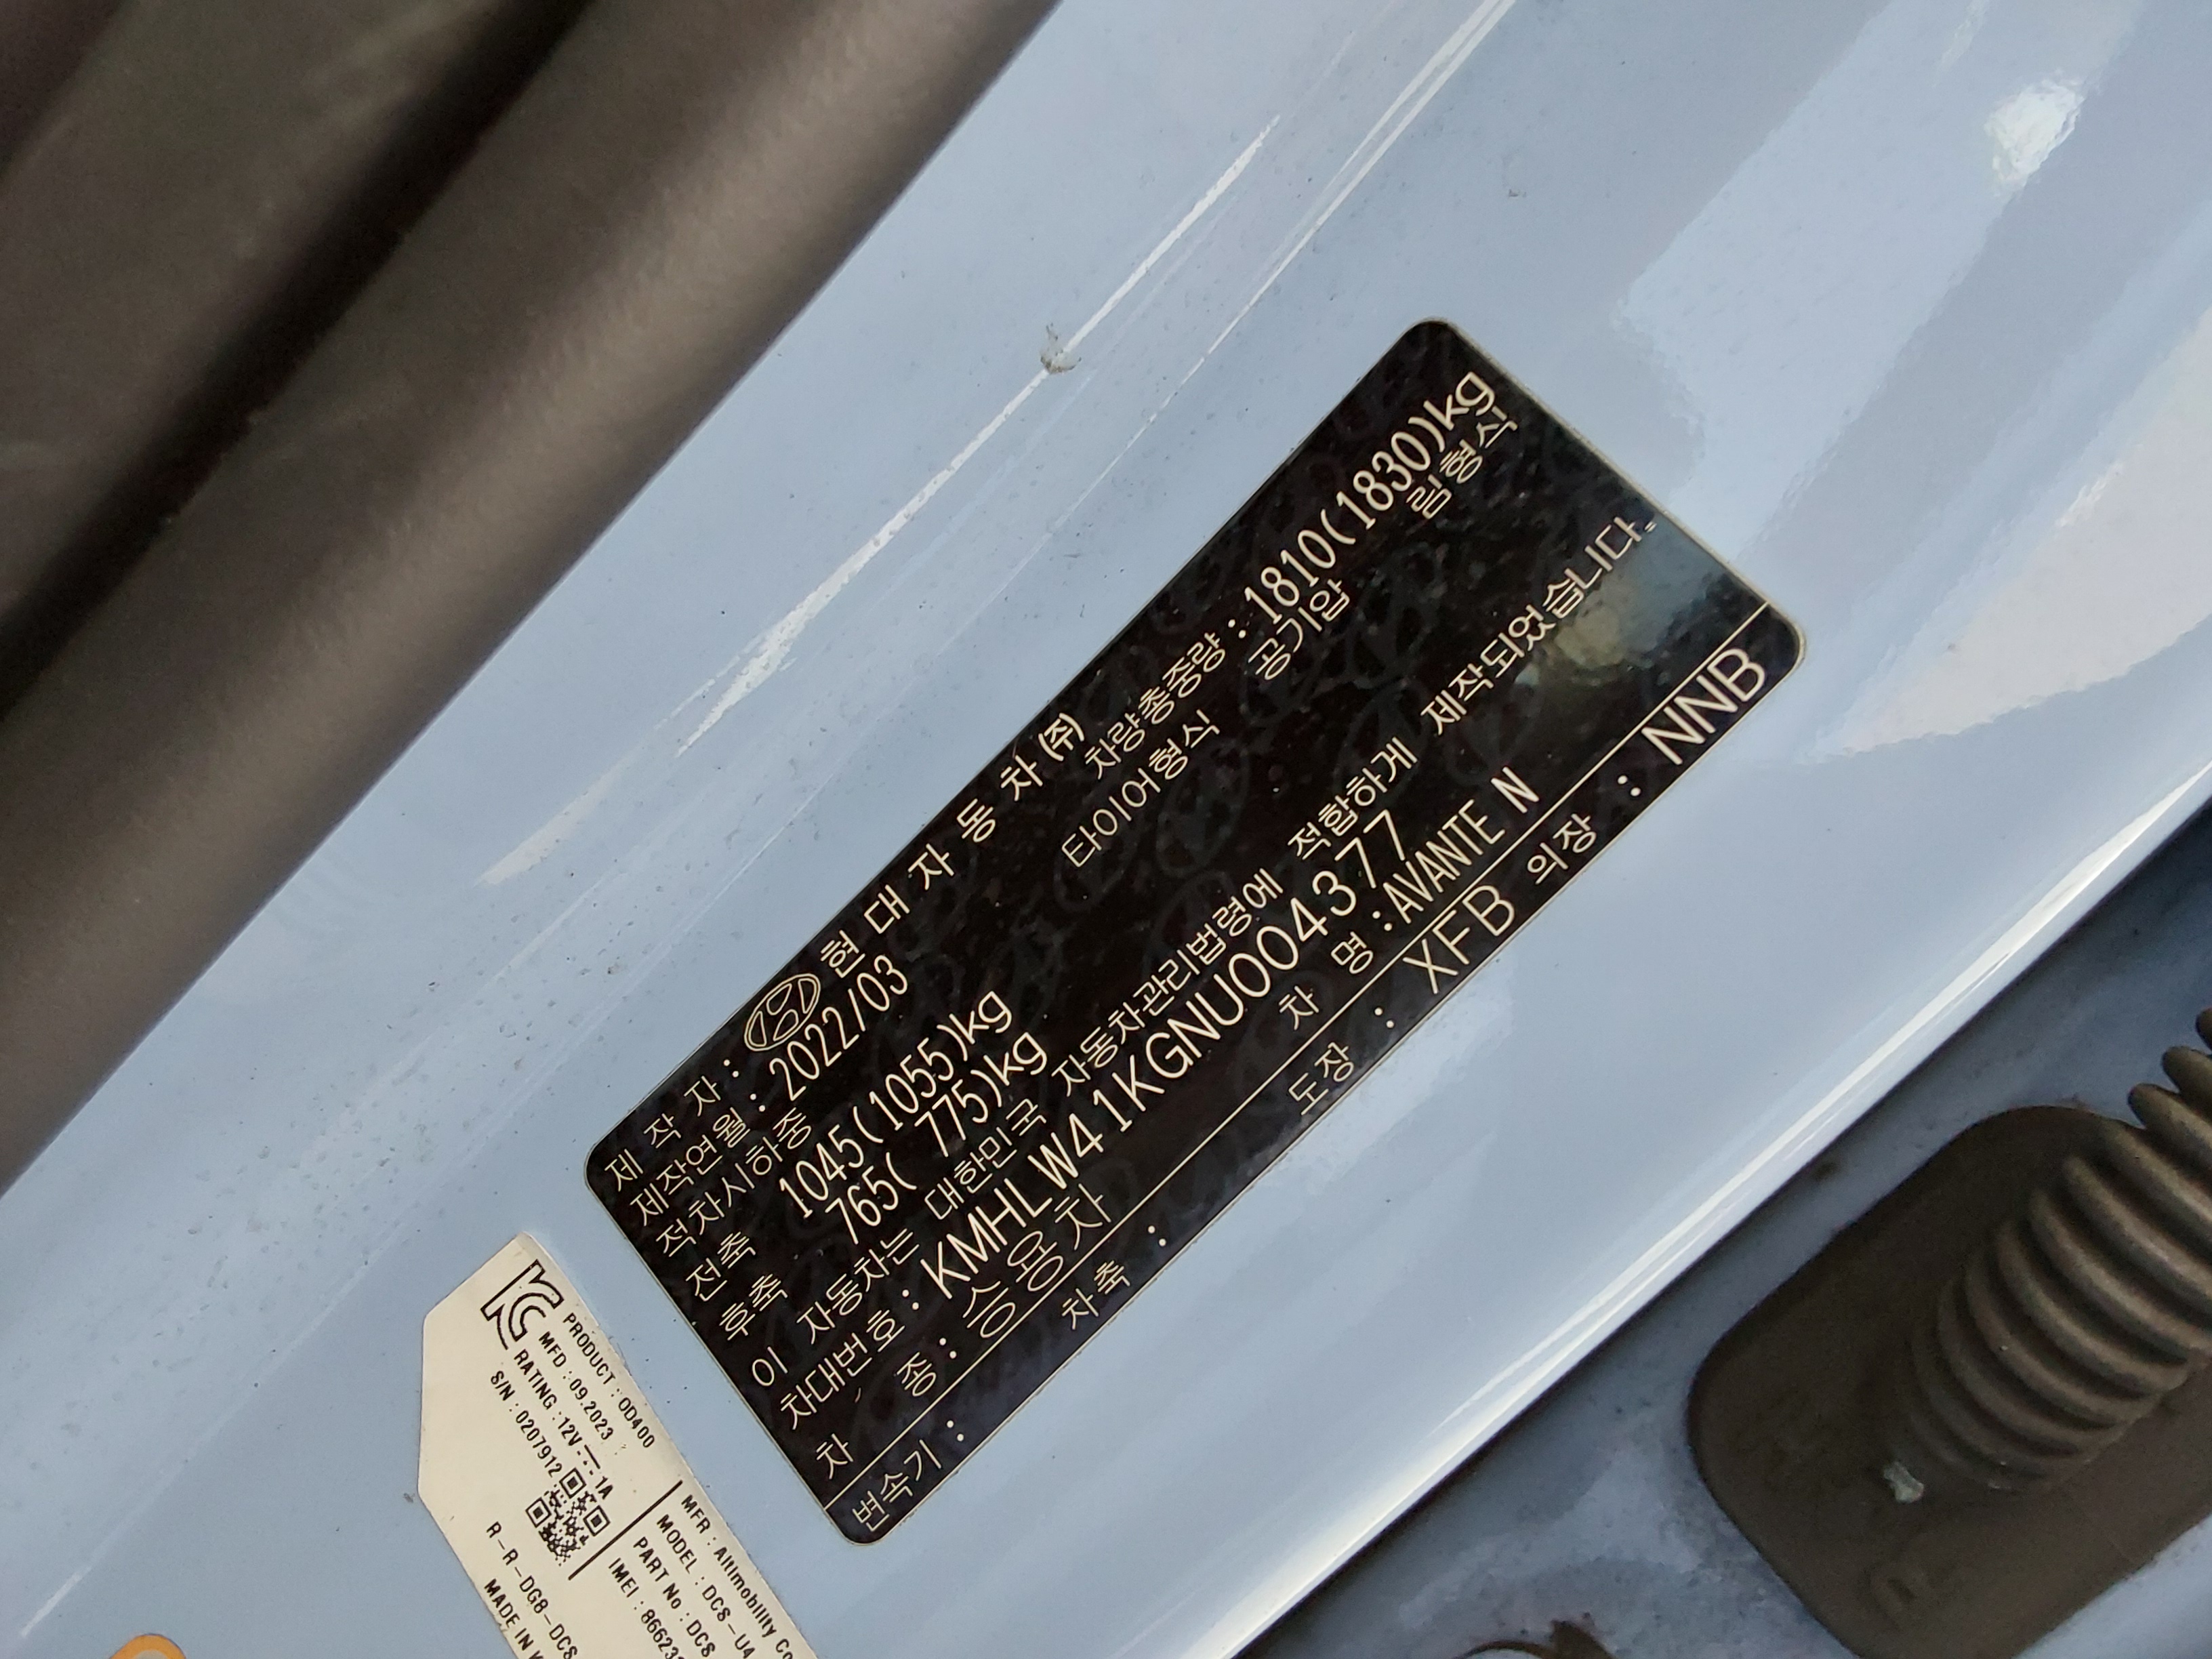 제 작 자 : 현 대 자 동 차 (주)
제작연월 : 2022/03 차량총중량 : 1810(1830)kg
적차시하중 타이어형식 공기압 림형식
전축 1045(1055)kg
후축 765( 775)kg
이 자동차는 대한민국 자동차관리법령에 적합하게 제작되었습니다.
차대번호 : KMHLW41KGNU004377
차 종 : 승용차 차 명 : AVANTE N
변속기 : 차축 : 도장 : XFB 의장 : NNB
PRODUCT : OD400
MFD : 09.2023
RATING : 12V 1A
S/N : 0207912
R-R-DG8-DCS
MADE IN K
MFR : Altimobility Co
MODEL : DCS-U4
PART No : DCS
IMEI : 86623